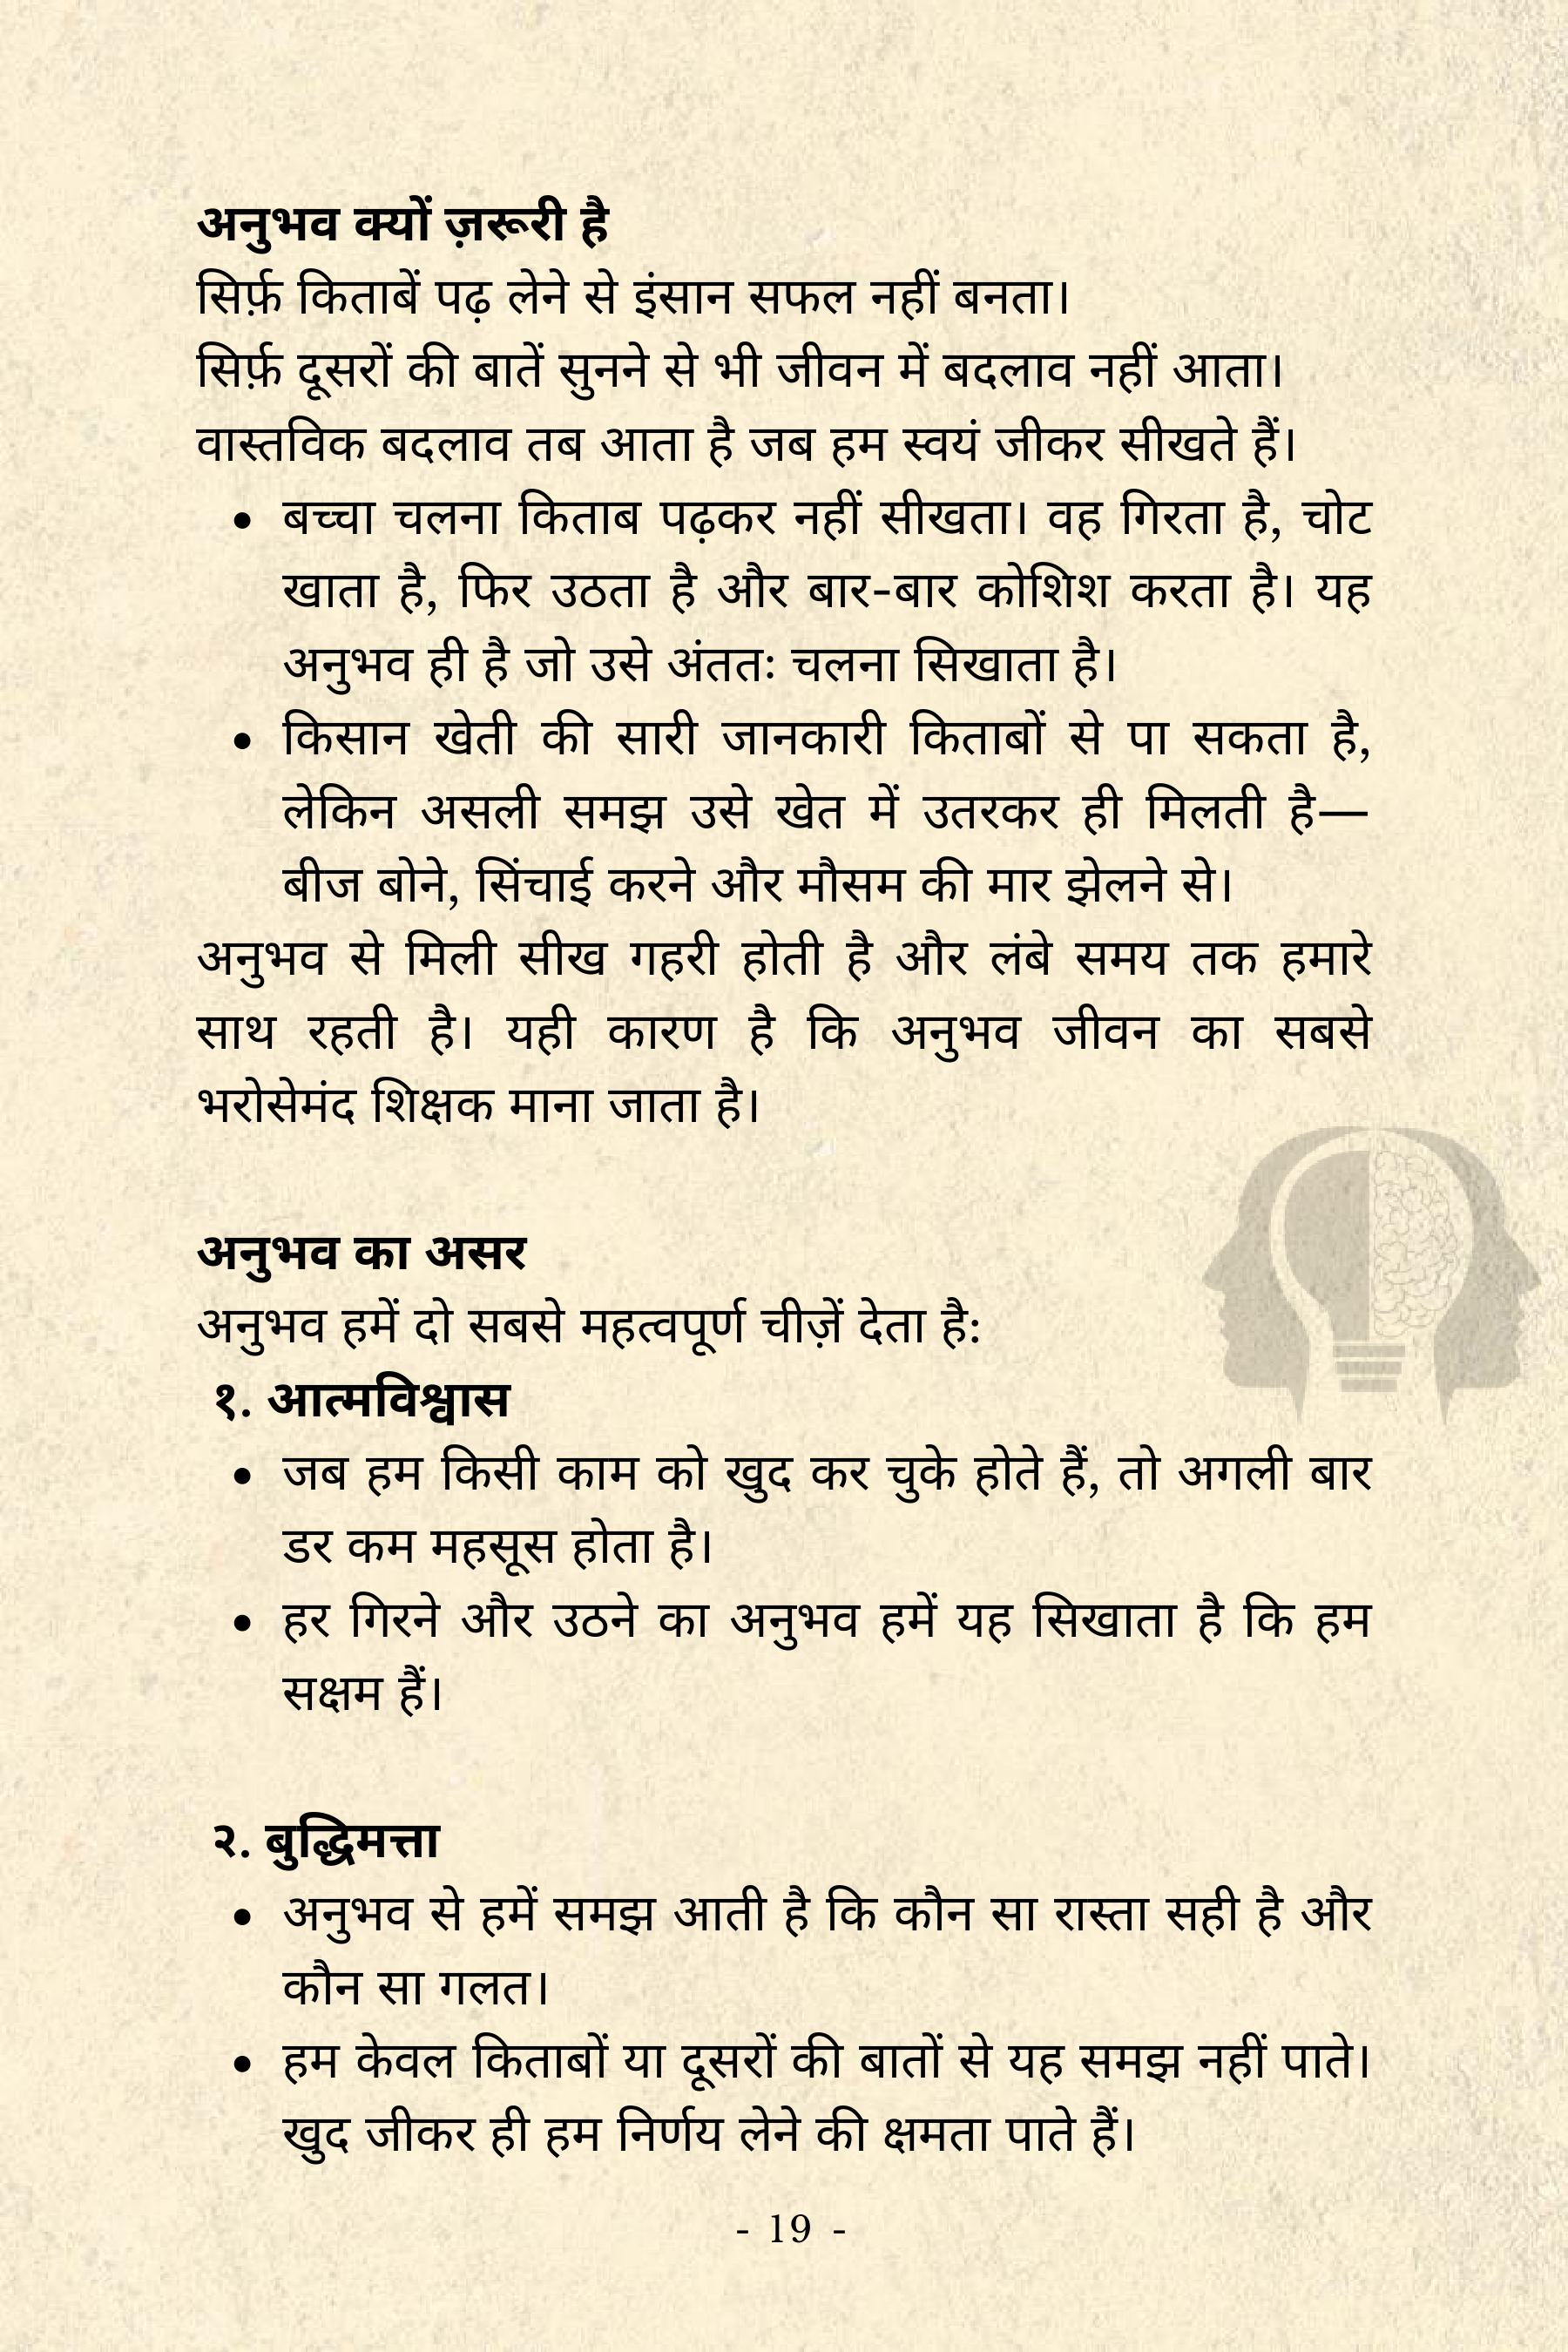 अनुभव क्यों ज़रूरी है
सिर्फ़ किताबें पढ़ लेने से इंसान सफल नहीं बनता।
सिर्फ़ दूसरों की बातें सुनने से भी जीवन में बदलाव नहीं आता।
वास्तविक बदलाव तब आता है जब हम स्वयं जीकर सीखते हैं।
• बच्चा चलना किताब पढ़कर नहीं सीखता। वह गिरता है, चोट
खाता है, फिर उठता है और बार-बार कोशिश करता है। यह
अनुभव ही है जो उसे अंततः चलना सिखाता है।
• किसान खेती की सारी जानकारी किताबों से पा सकता है,
लेकिन असली समझ उसे खेत में उतरकर ही मिलती है—
बीज बोने, सिंचाई करने और मौसम की मार झेलने से।
अनुभव से मिली सीख गहरी होती है और लंबे समय तक हमारे
साथ रहती है। यही कारण है कि अनुभव जीवन का सबसे
भरोसेमंद शिक्षक माना जाता है।
अनुभव का असर
अनुभव हमें दो सबसे महत्वपूर्ण चीज़ें देता है:
१. आत्मविश्वास
• जब हम किसी काम को खुद कर चुके होते हैं, तो अगली बार
डर कम महसूस होता है।
• हर गिरने और उठने का अनुभव हमें यह सिखाता है कि हम
सक्षम हैं।
२. बुद्धिमत्ता
• अनुभव से हमें समझ आती है कि कौन सा रास्ता सही है और
कौन सा गलत।
• हम केवल किताबों या दूसरों की बातों से यह समझ नहीं पाते।
खुद जीकर ही हम निर्णय लेने की क्षमता पाते हैं।
- 19 -